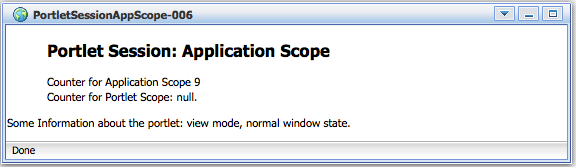 PortletSessionAppScope-006
Portlet Session: Application Scope
Counter for Application Scope 9
Counter for Portlet Scope: null.
Some Information about the portlet: view mode, normal window state.
Done